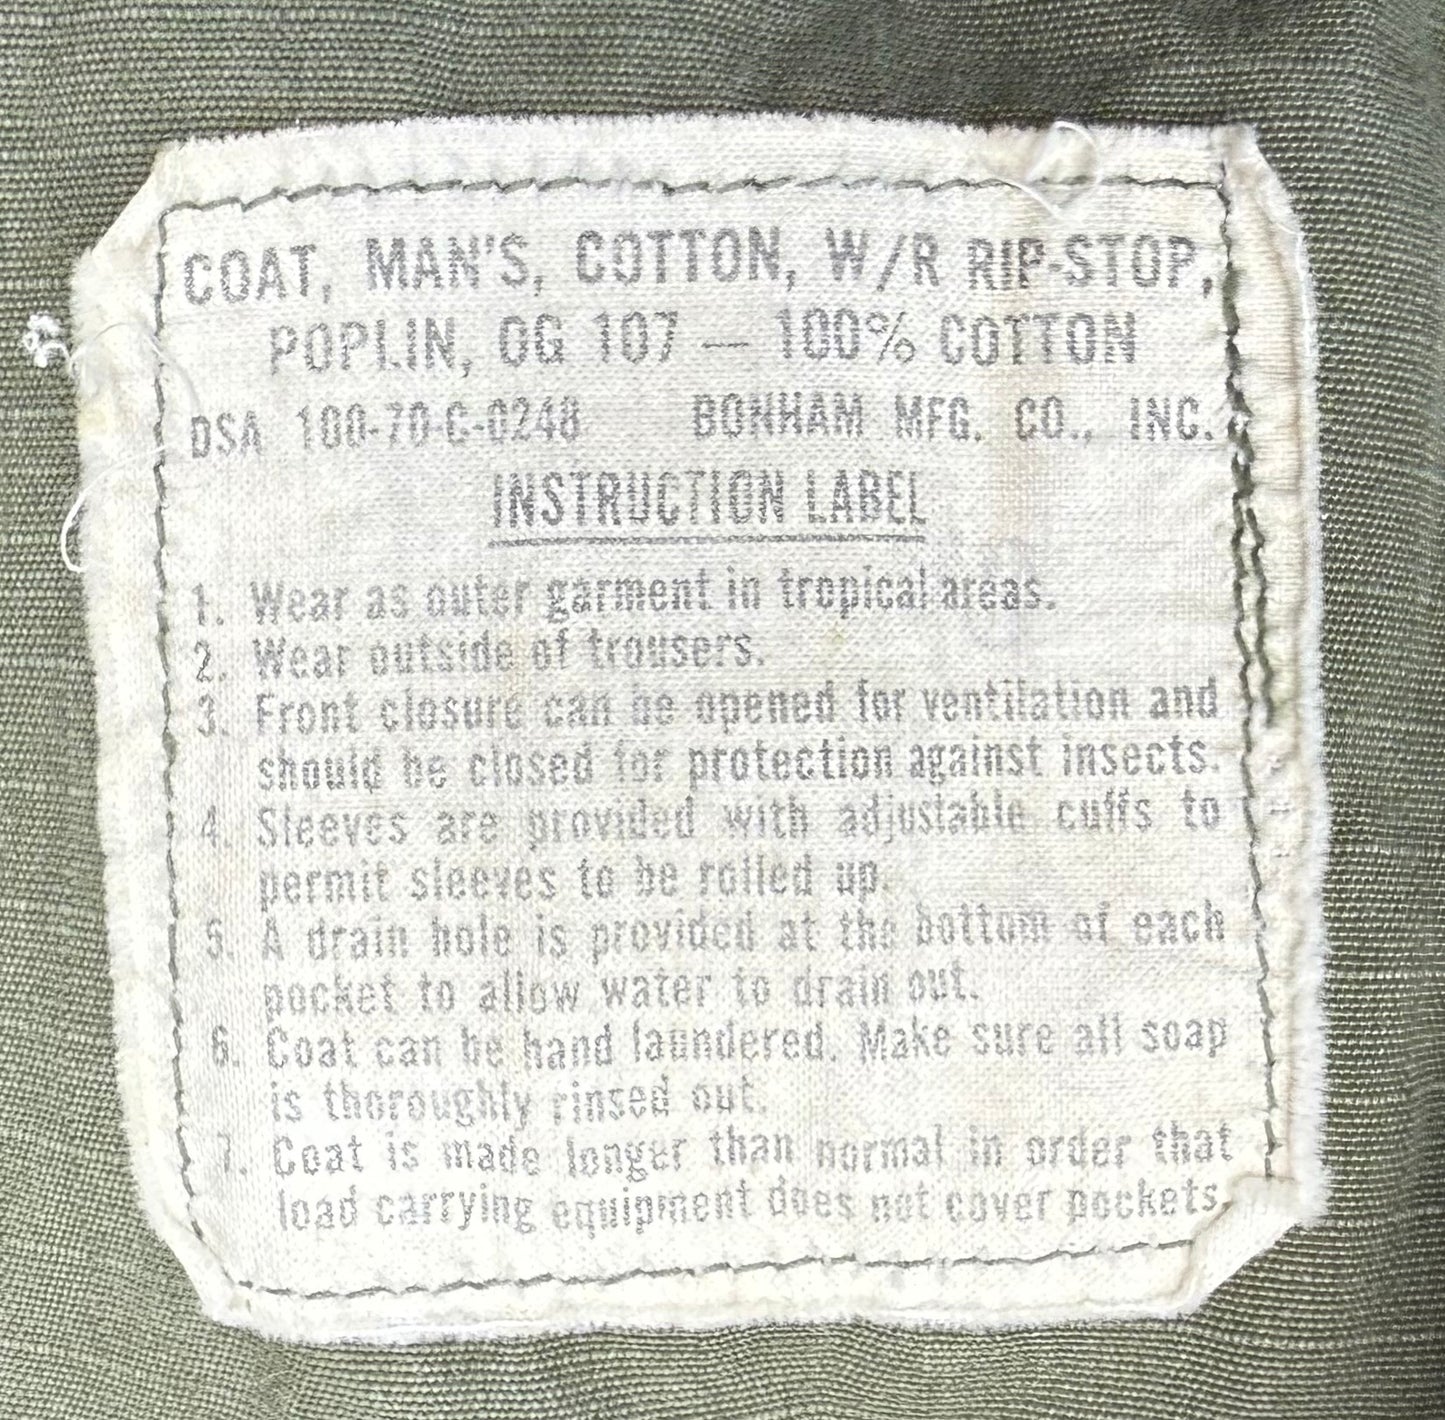 COAT, MAN'S, COTTON, W/R RIP-STOP,
POPLIN, OG 107 — 100% COTTON
DSA 100-70-C-0248 BONHAM MFG. CO., INC.
INSTRUCTION LABEL
1. Wear as outer garment in tropical areas.
2. Wear outside of trousers.
3. Front closure can be opened for ventilation and
should be closed for protection against insects.
4. Sleeves are provided with adjustable cuffs to
permit sleeves to be rolled up.
5. A drain hole is provided at the bottom of each
pocket to allow water to drain out.
6. Coat can be hand laundered. Make sure all soap
is thoroughly rinsed out.
7. Coat is made longer than normal in order that
load carrying equipment does not cover pockets.